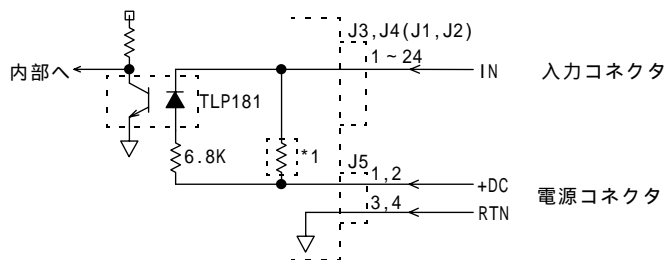 J3,J4(J1,J2)
内部へ 1～24 IN 入力コネクタ
TLP181
6.8K *1 J5
1,2 +DC 電源コネクタ
3,4 RTN